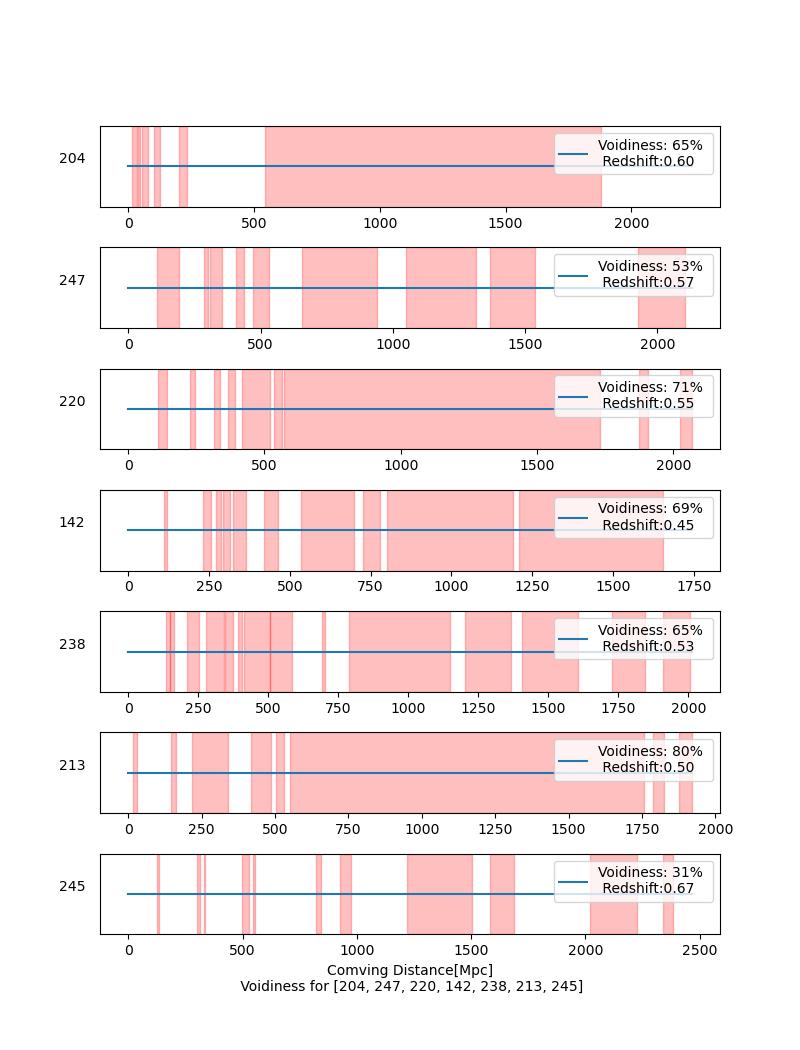 204
Voidiness: 65%
Redshift:0.60
0 500 1000 1500 2000
247
Voidiness: 53%
Redshift:0.57
0 500 1000 1500 2000
220
Voidiness: 71%
Redshift:0.55
0 500 1000 1500 2000
142
Voidiness: 69%
Redshift:0.45
0 250 500 750 1000 1250 1500 1750
238
Voidiness: 65%
Redshift:0.53
0 250 500 750 1000 1250 1500 1750 2000
213
Voidiness: 80%
Redshift:0.50
0 250 500 750 1000 1250 1500 1750 2000
245
Voidiness: 31%
Redshift:0.67
0 500 1000 1500 2000 2500
Comving Distance[Mpc]
Voidiness for [204, 247, 220, 142, 238, 213, 245]